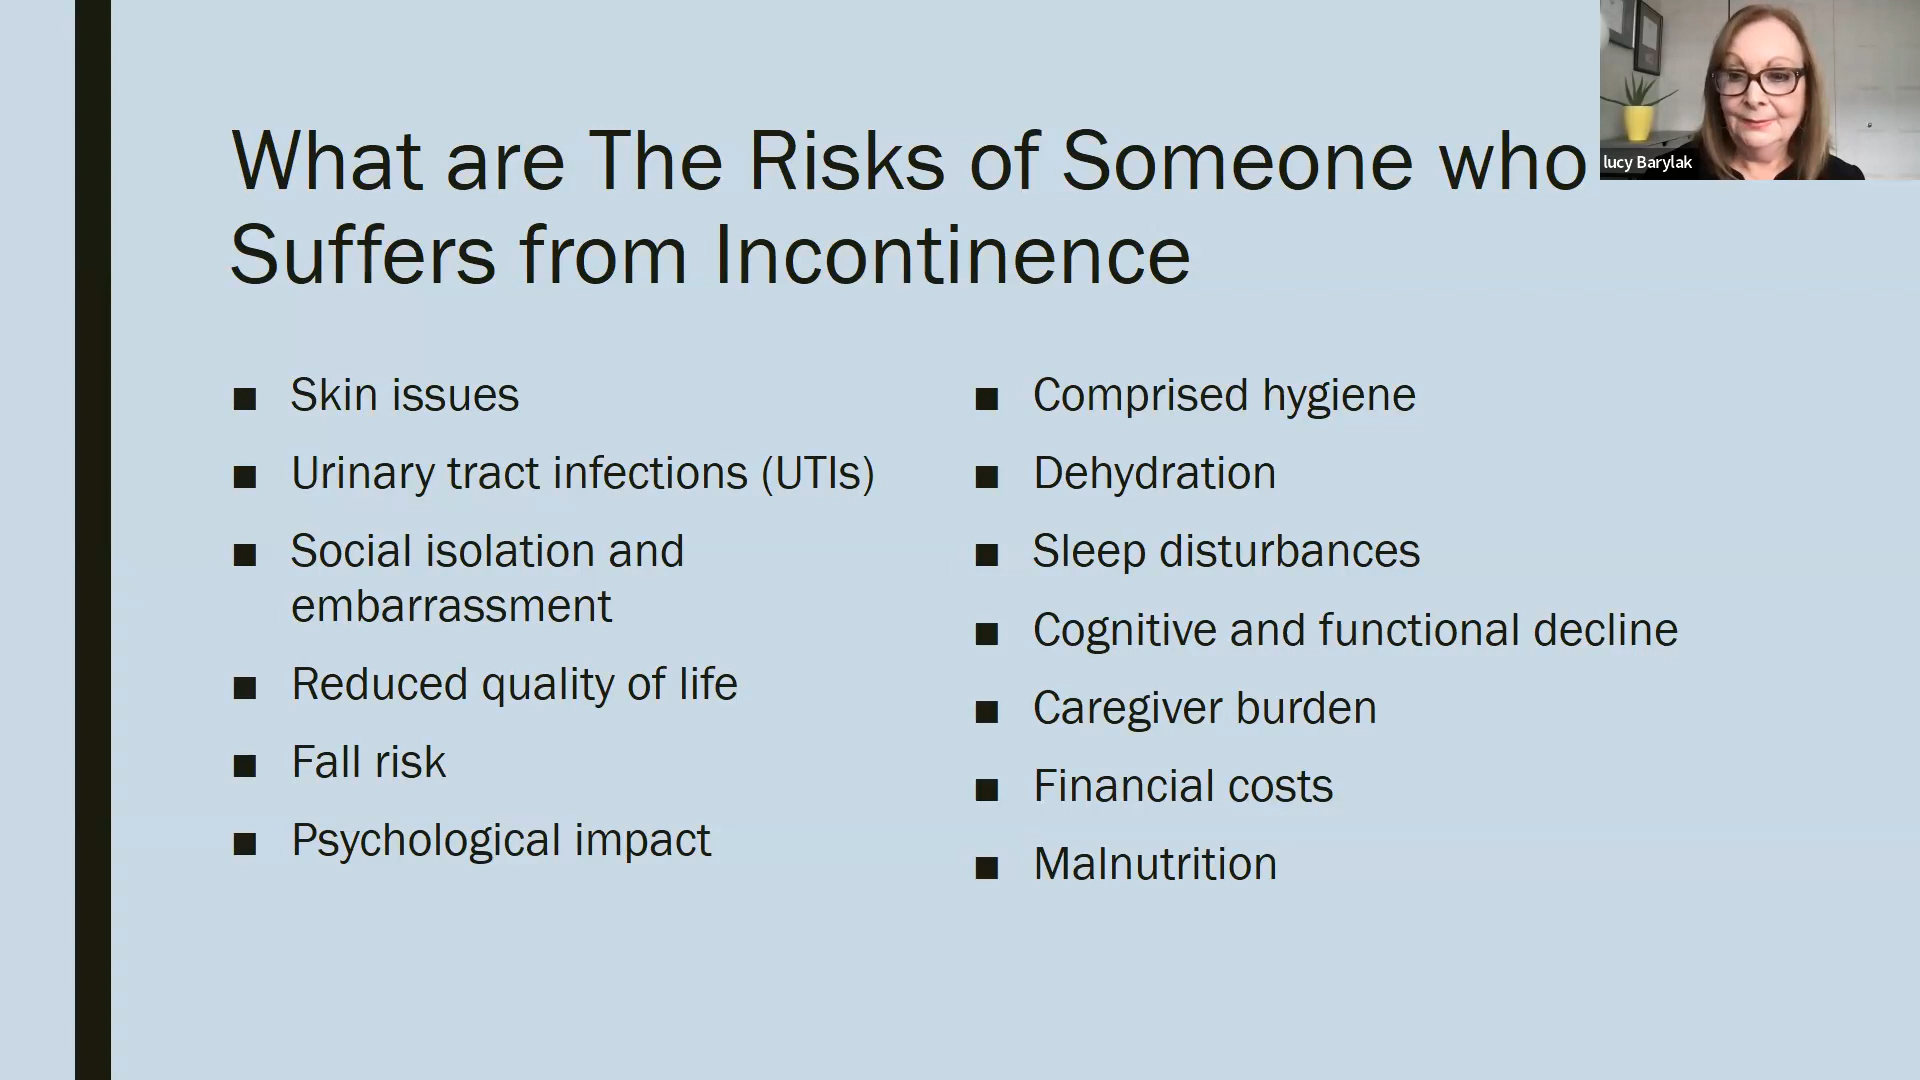 What are The Risks of Someone who
Suffers from Incontinence
lucy Barylak
■ Skin issues
■ Urinary tract infections (UTIs)
■ Social isolation and
embarrassment
■ Reduced quality of life
■ Fall risk
■ Psychological impact
■ Comprised hygiene
■ Dehydration
■ Sleep disturbances
■ Cognitive and functional decline
■ Caregiver burden
■ Financial costs
■ Malnutrition